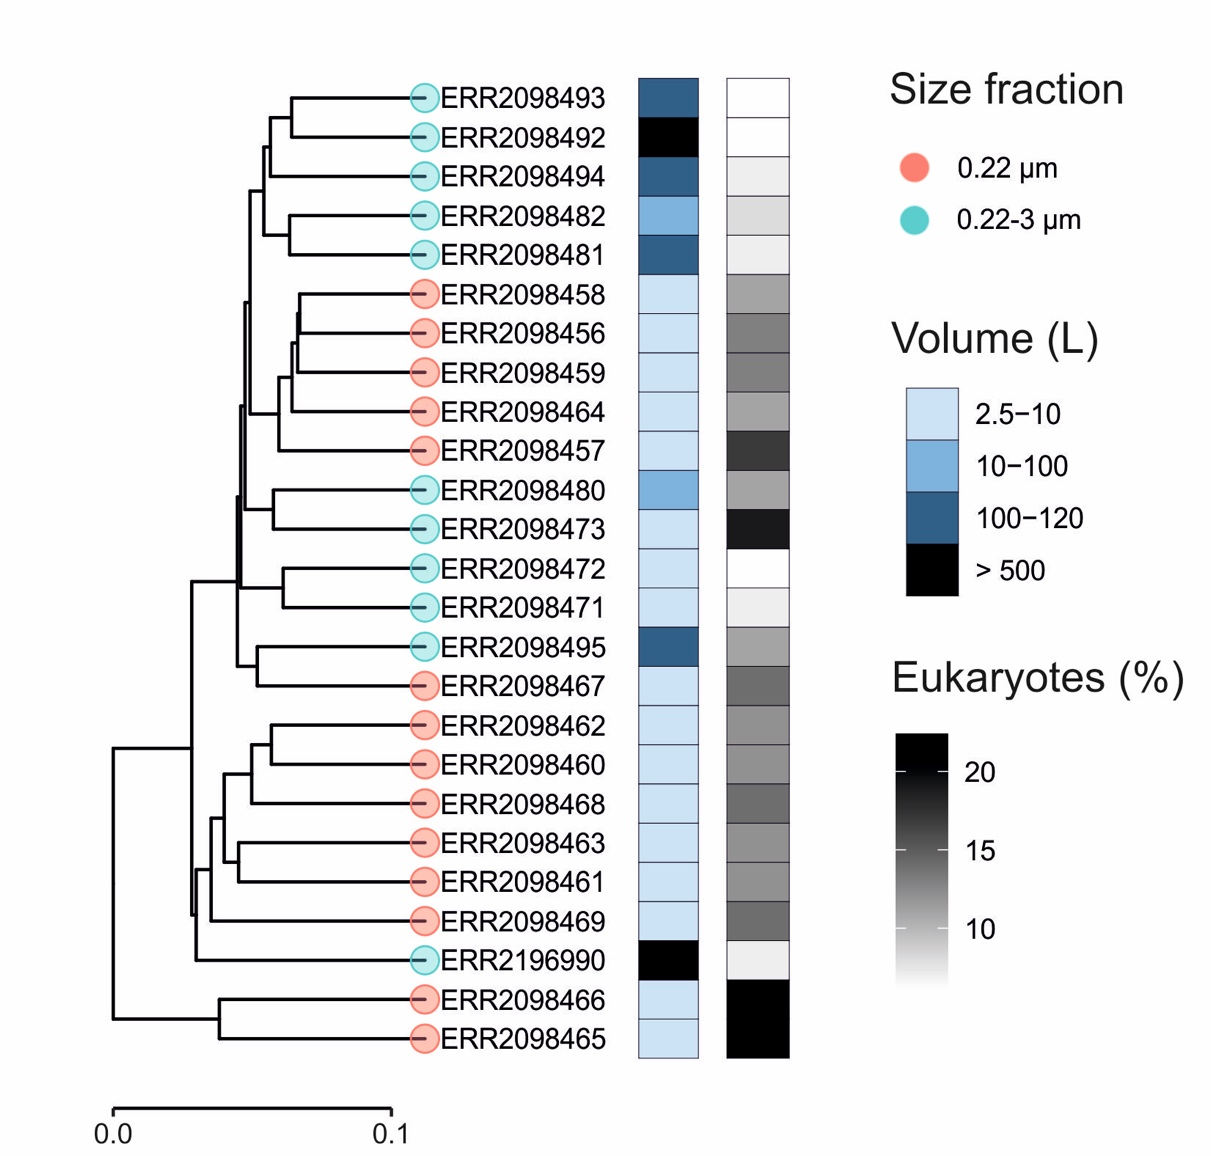 ERR2098493
ERR2098492
ERR2098494
ERR2098482
ERR2098481
ERR2098458
ERR2098456
ERR2098459
ERR2098464
ERR2098457
ERR2098480
ERR2098473
ERR2098472
ERR2098471
ERR2098495
ERR2098467
ERR2098462
ERR2098460
ERR2098468
ERR2098463
ERR2098461
ERR2098469
ERR2196990
ERR2098466
ERR2098465
0.0 0.1
Size fraction
0.22 µm
0.22-3 µm
Volume (L)
2.5−10
10−100
100−120
> 500
Eukaryotes (%)
20
15
10